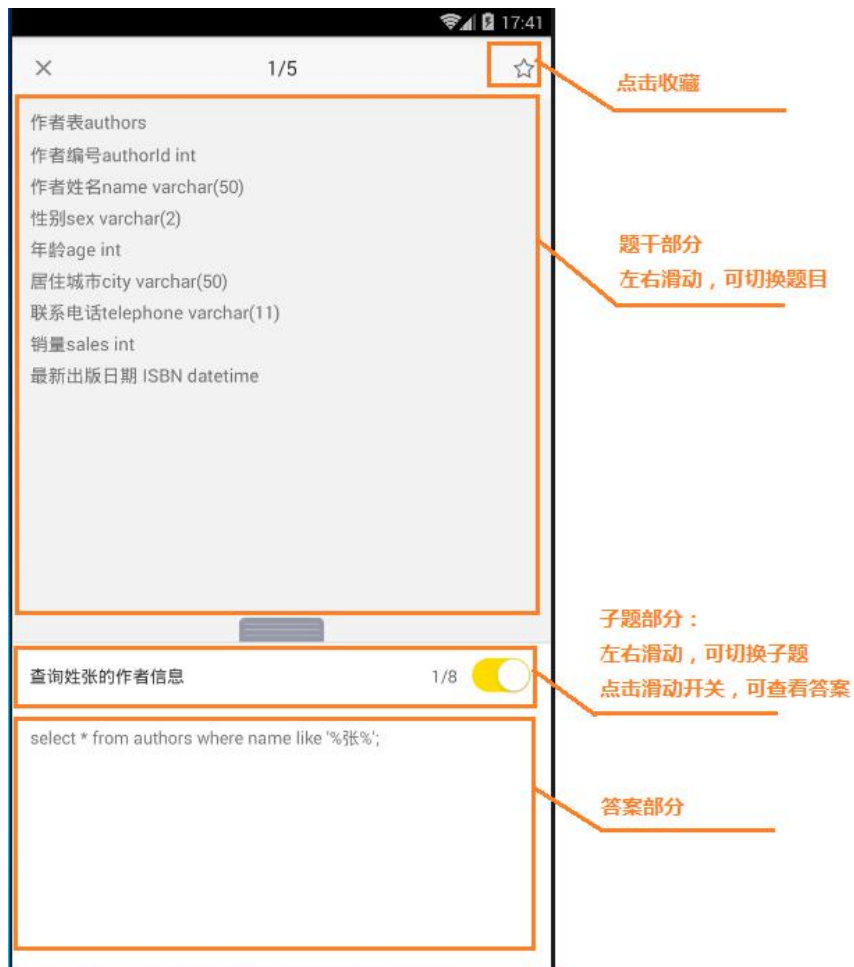 17:41
1/5
点击收藏
作者表authors
作者编号authorId int
作者姓名name varchar(50)
性别sex varchar(2)
年龄age int
居住城市city varchar(50)
联系电话telephone varchar(11)
销量sales int
最新出版日期 ISBN datetime
题干部分
左右滑动，可切换题目
子题部分：
左右滑动，可切换子题
点击滑动开关，可查看答案
查询姓张的作者信息
1/8
select * from authors where name like '%张%';
答案部分